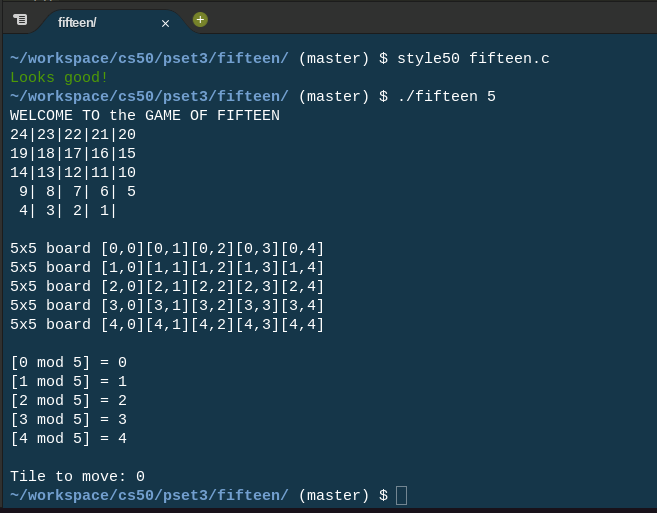 fifteen/
~/workspace/cs50/pset3/fifteen/ (master) $ style50 fifteen.c
Looks good!
~/workspace/cs50/pset3/fifteen/ (master) $ ./fifteen 5
WELCOME TO the GAME OF FIFTEEN
24|23|22|21|20
19|18|17|16|15
14|13|12|11|10
 9| 8| 7| 6| 5
 4| 3| 2| 1|
5x5 board [0,0][0,1][0,2][0,3][0,4]
5x5 board [1,0][1,1][1,2][1,3][1,4]
5x5 board [2,0][2,1][2,2][2,3][2,4]
5x5 board [3,0][3,1][3,2][3,3][3,4]
5x5 board [4,0][4,1][4,2][4,3][4,4]
[0 mod 5] = 0
[1 mod 5] = 1
[2 mod 5] = 2
[3 mod 5] = 3
[4 mod 5] = 4
Tile to move: 0
~/workspace/cs50/pset3/fifteen/ (master) $